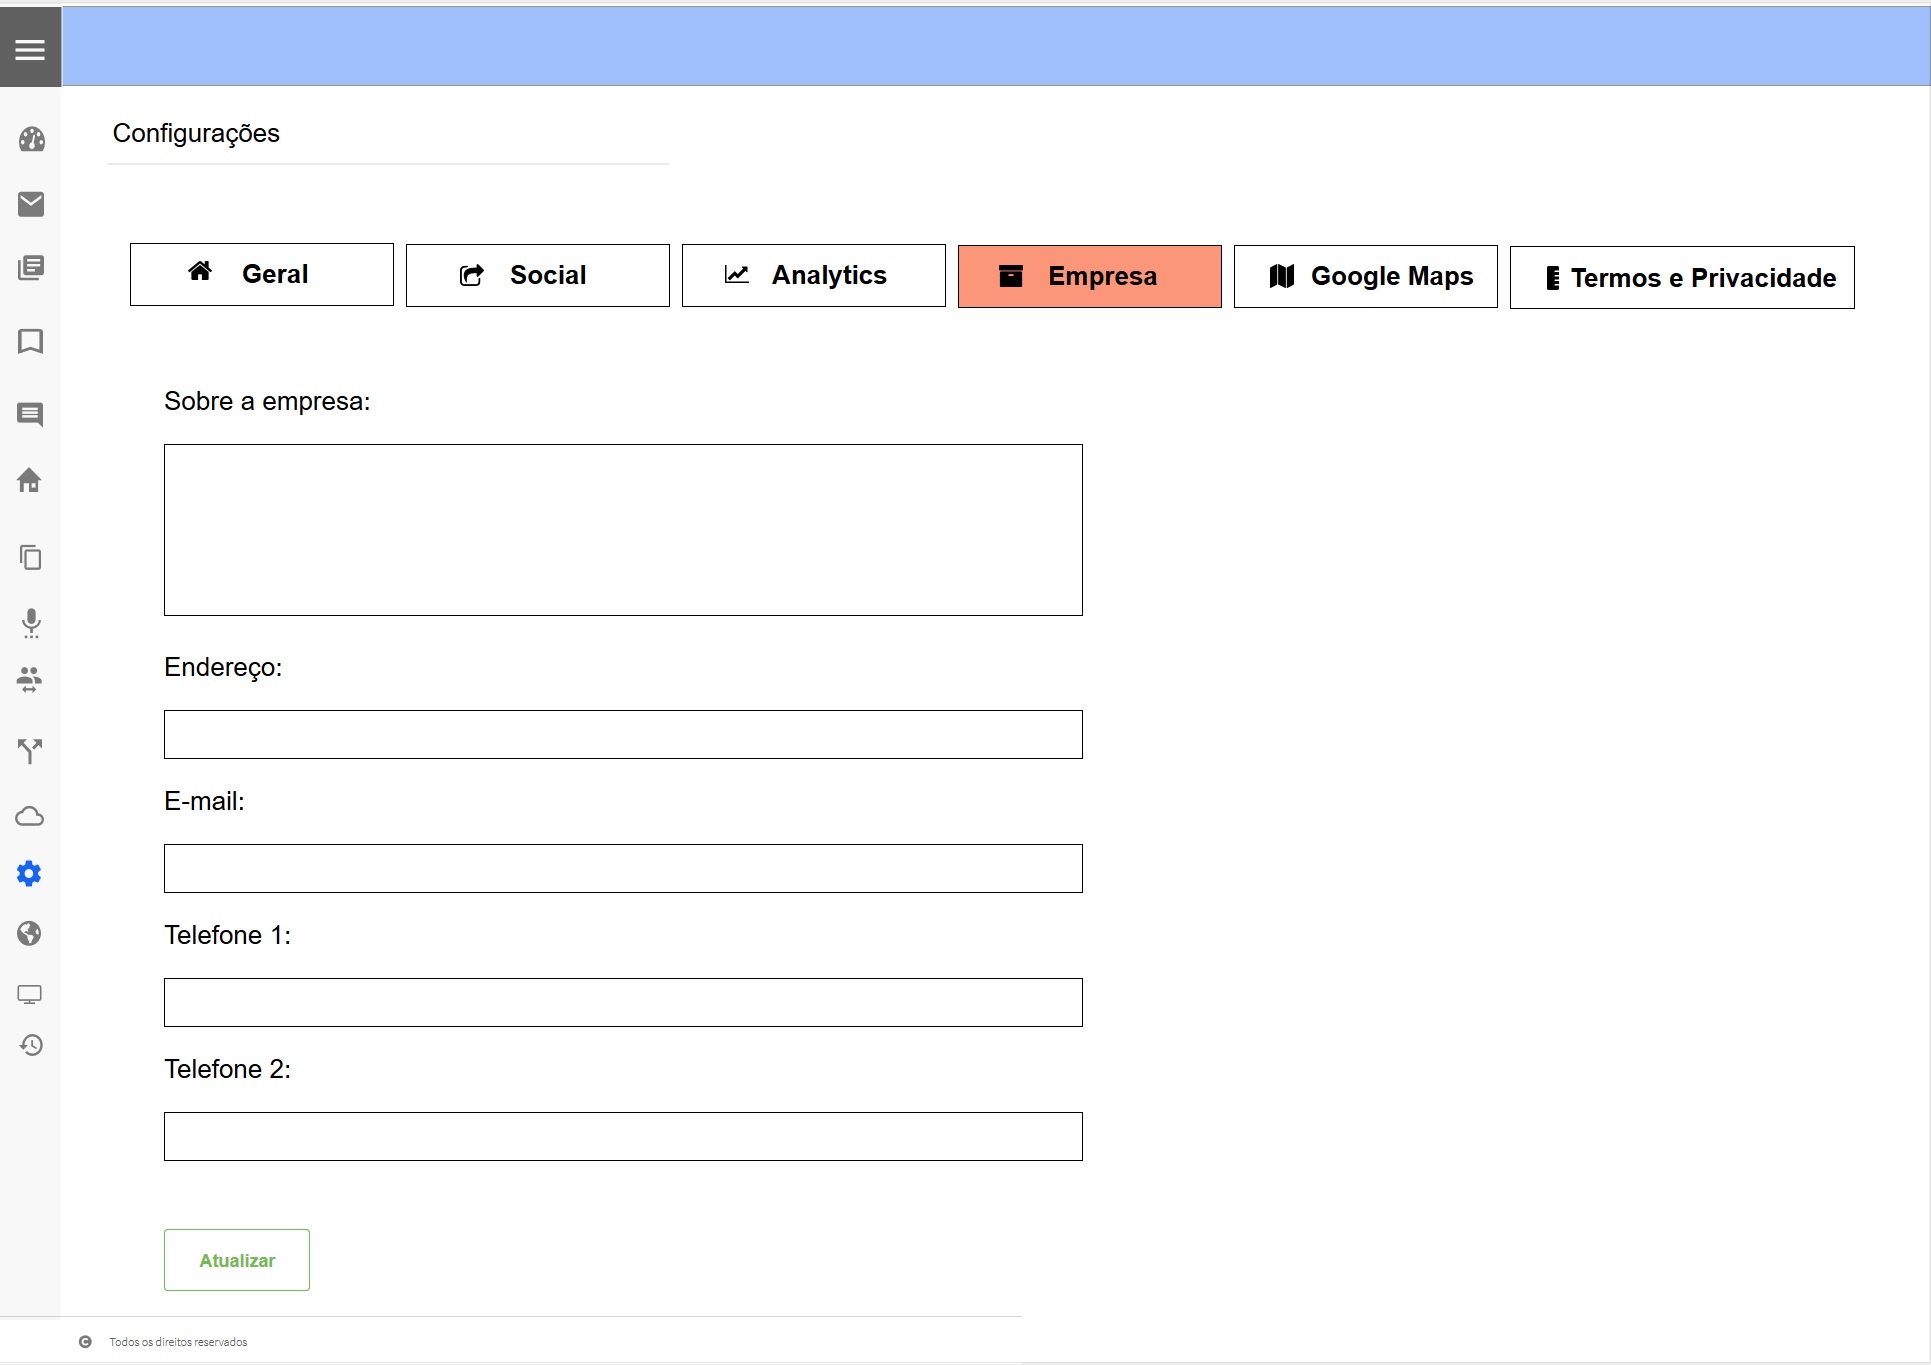 Configurações
Geral
Social
Analytics
Empresa
Google Maps
Termos e Privacidade
Sobre a empresa:
Endereço:
E-mail:
Telefone 1:
Telefone 2:
Atualizar
Todos os direitos reservados